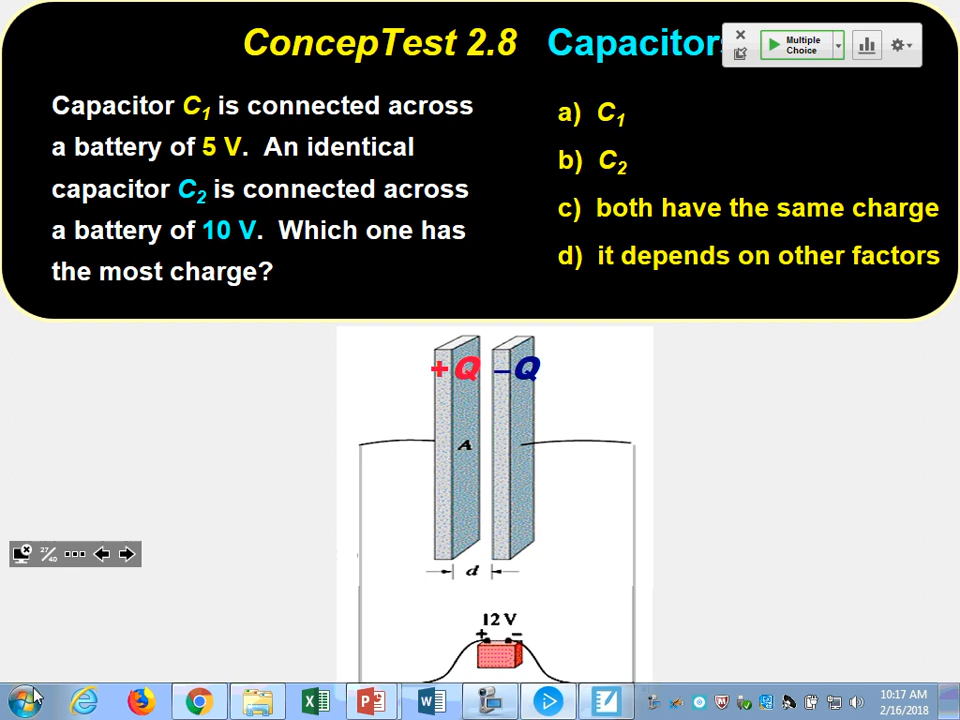 ConcepTest 2.8 Capacitor
Multiple
Choice
Capacitor C1 is connected across
a battery of 5 V. An identical
capacitor C2 is connected across
a battery of 10 V. Which one has
the most charge?
a) C1
b) C2
c) both have the same charge
d) it depends on other factors
+Q –Q
A
d
12 V
+ –
27/40
10:17 AM
2/16/2018